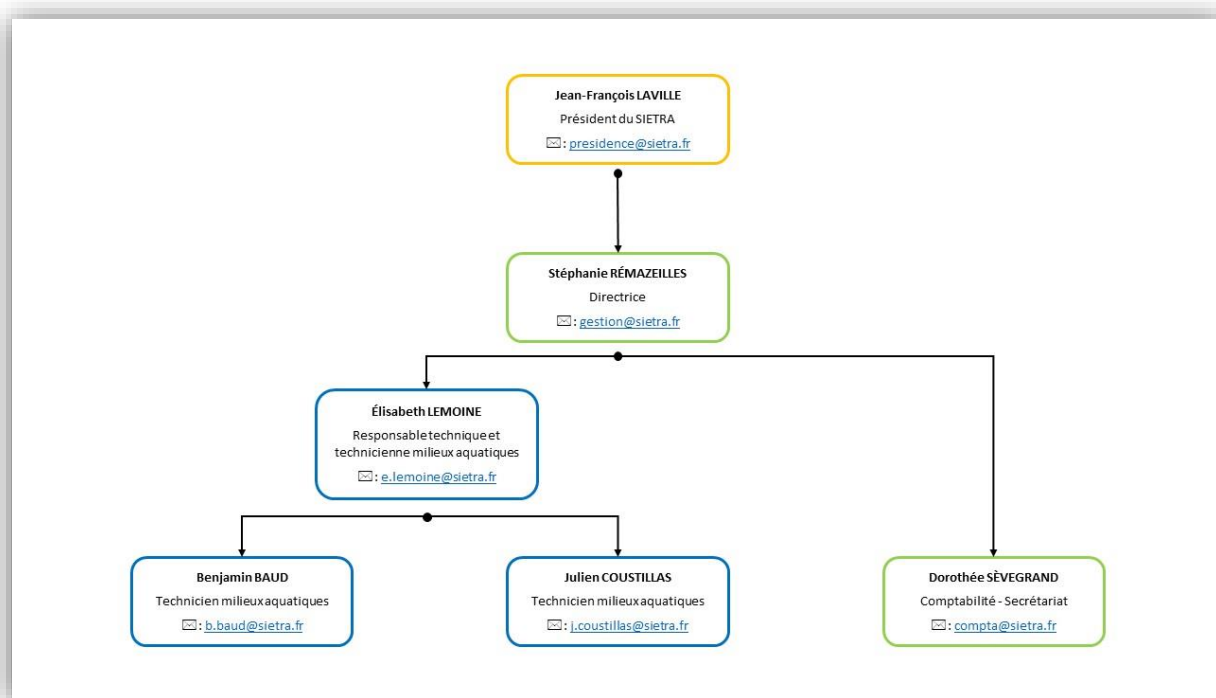 Jean-François LAVILLE
Président du SIETRA
✉ : presidence@sietra.fr
Stéphanie RÉMAZEILLES
Directrice
✉ : gestion@sietra.fr
Élisabeth LEMOINE
Responsable technique et
technicienne milieux aquatiques
✉ : e.lemoine@sietra.fr
Benjamin BAUD
Technicien milieux aquatiques
✉ : b.baud@sietra.fr
Julien COUSTILLAS
Technicien milieux aquatiques
✉ : j.coustillas@sietra.fr
Dorothée SÈVEGRAND
Comptabilité - Secrétariat
✉ : compta@sietra.fr